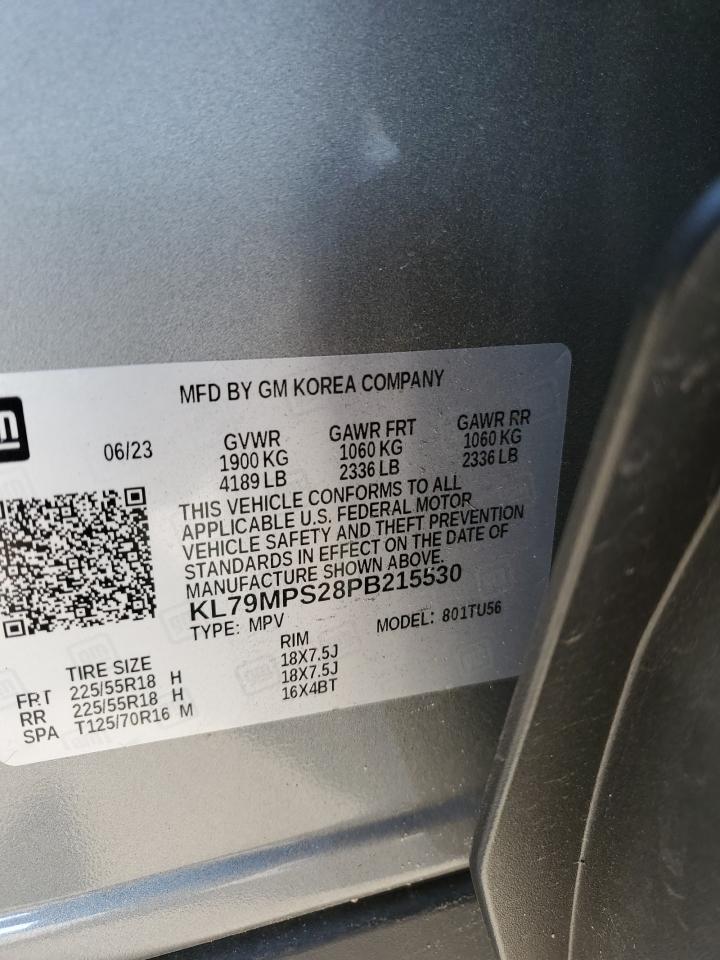 MFD BY GM KOREA COMPANY
gm
06/23
GVWR GAWR FRT GAWR RR
1900 KG 1060 KG 1060 KG
4189 LB 2336 LB 2336 LB
THIS VEHICLE CONFORMS TO ALL
APPLICABLE U.S. FEDERAL MOTOR
VEHICLE SAFETY AND THEFT PREVENTION
STANDARDS IN EFFECT ON THE DATE OF
MANUFACTURE SHOWN ABOVE.
KL79MPS28PB215530
TYPE: MPV MODEL: 801TU56
TIRE SIZE RIM
FRT 225/55R18 H 18X7.5J
RR 225/55R18 H 18X7.5J
SPA T125/70R16 M 16X4BT